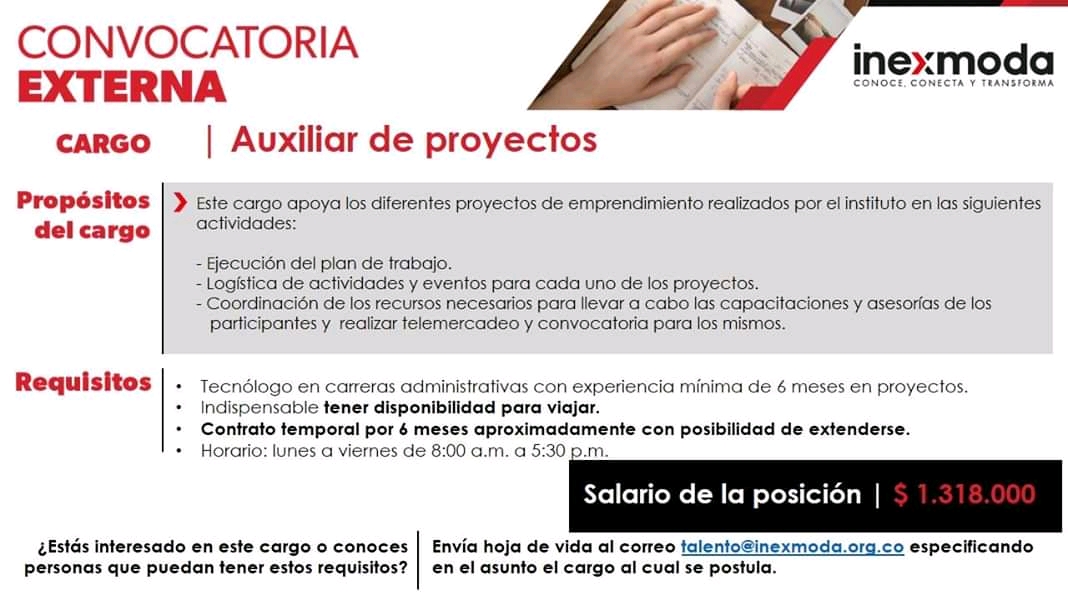 CONVOCATORIA
EXTERNA
inexmoda
CONOCE, CONECTA Y TRANSFORMA
CARGO | Auxiliar de proyectos
Propósitos
del cargo
Este cargo apoya los diferentes proyectos de emprendimiento realizados por el instituto en las siguientes
actividades:
- Ejecución del plan de trabajo.
- Logística de actividades y eventos para cada uno de los proyectos.
- Coordinación de los recursos necesarios para llevar a cabo las capacitaciones y asesorías de los
participantes y realizar telemercadeo y convocatoria para los mismos.
Requisitos
• Tecnólogo en carreras administrativas con experiencia mínima de 6 meses en proyectos.
• Indispensable tener disponibilidad para viajar.
• Contrato temporal por 6 meses aproximadamente con posibilidad de extenderse.
• Horario: lunes a viernes de 8:00 a.m. a 5:30 p.m.
Salario de la posición | $ 1.318.000
¿Estás interesado en este cargo o conoces
personas que puedan tener estos requisitos?
Envía hoja de vida al correo talento@inexmoda.org.co especificando
en el asunto el cargo al cual se postula.